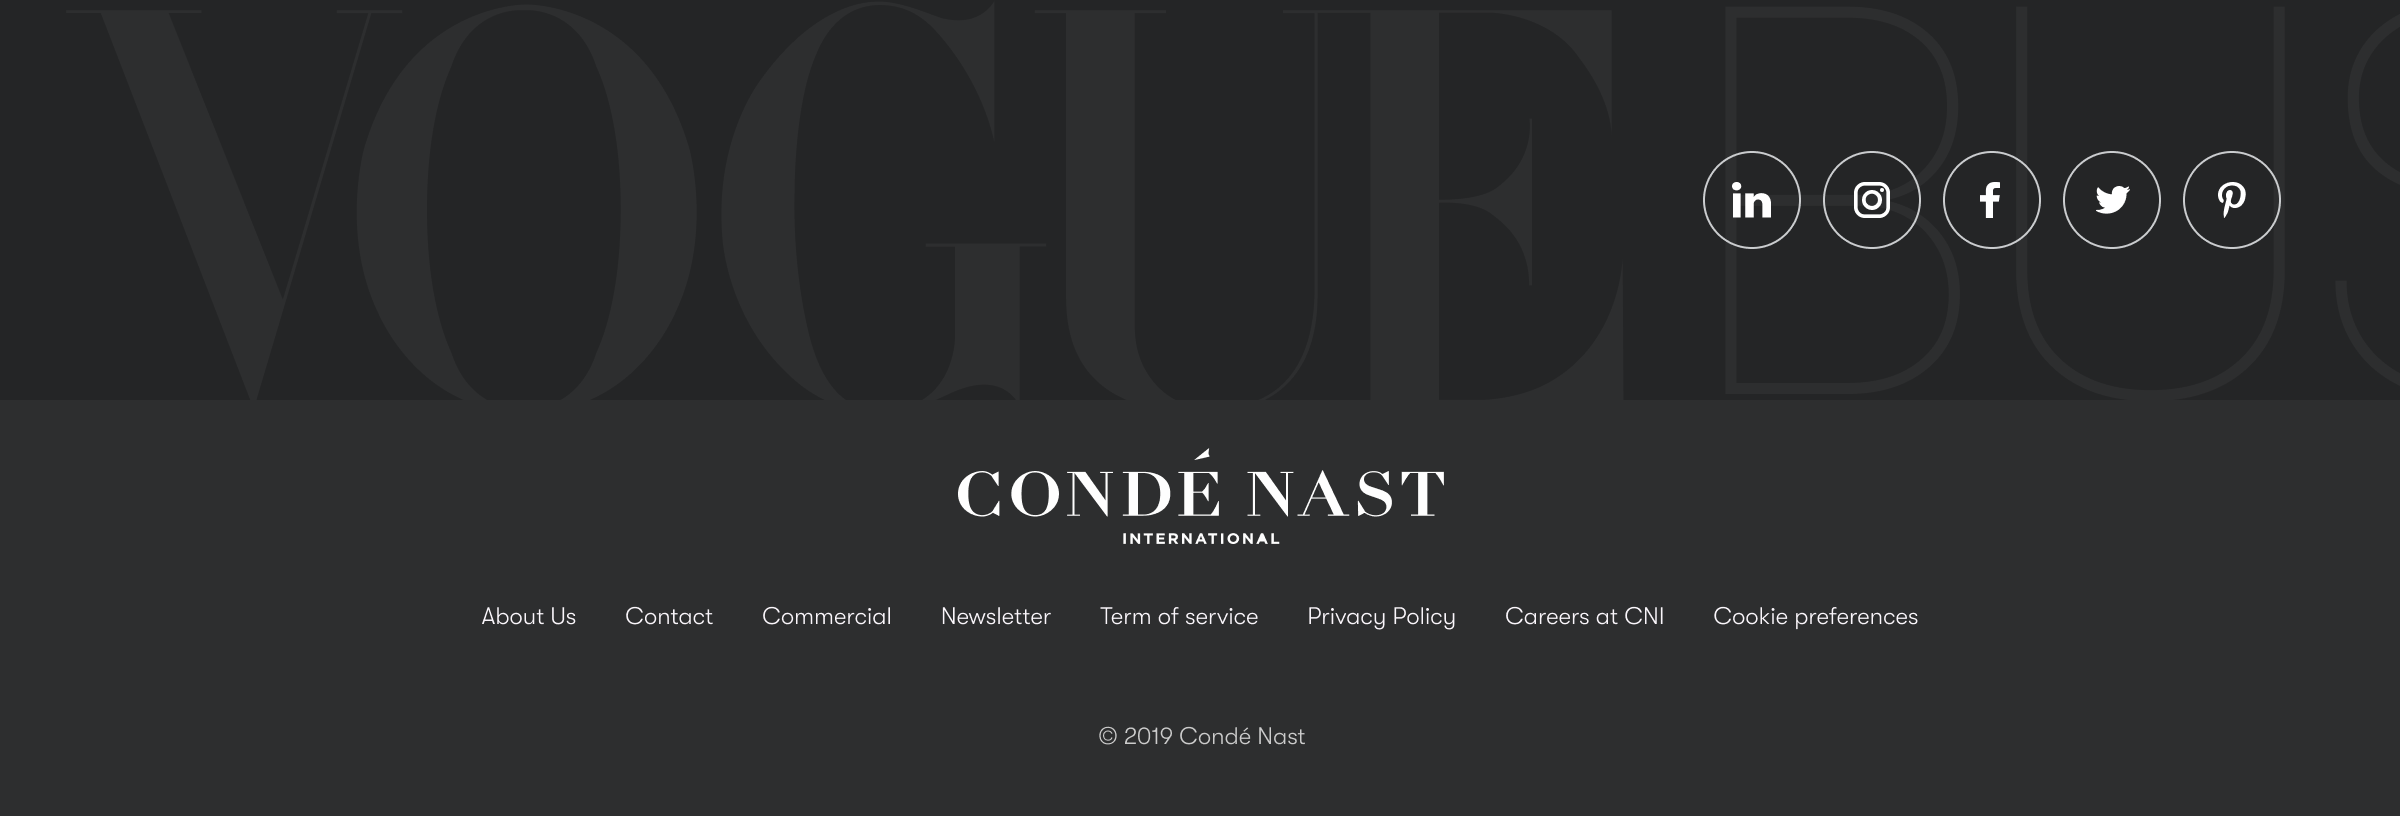 VOGUE BUS
in
CONDÉ NAST
INTERNATIONAL
About Us Contact Commercial Newsletter Term of service Privacy Policy Careers at CNI Cookie preferences
© 2019 Condé Nast